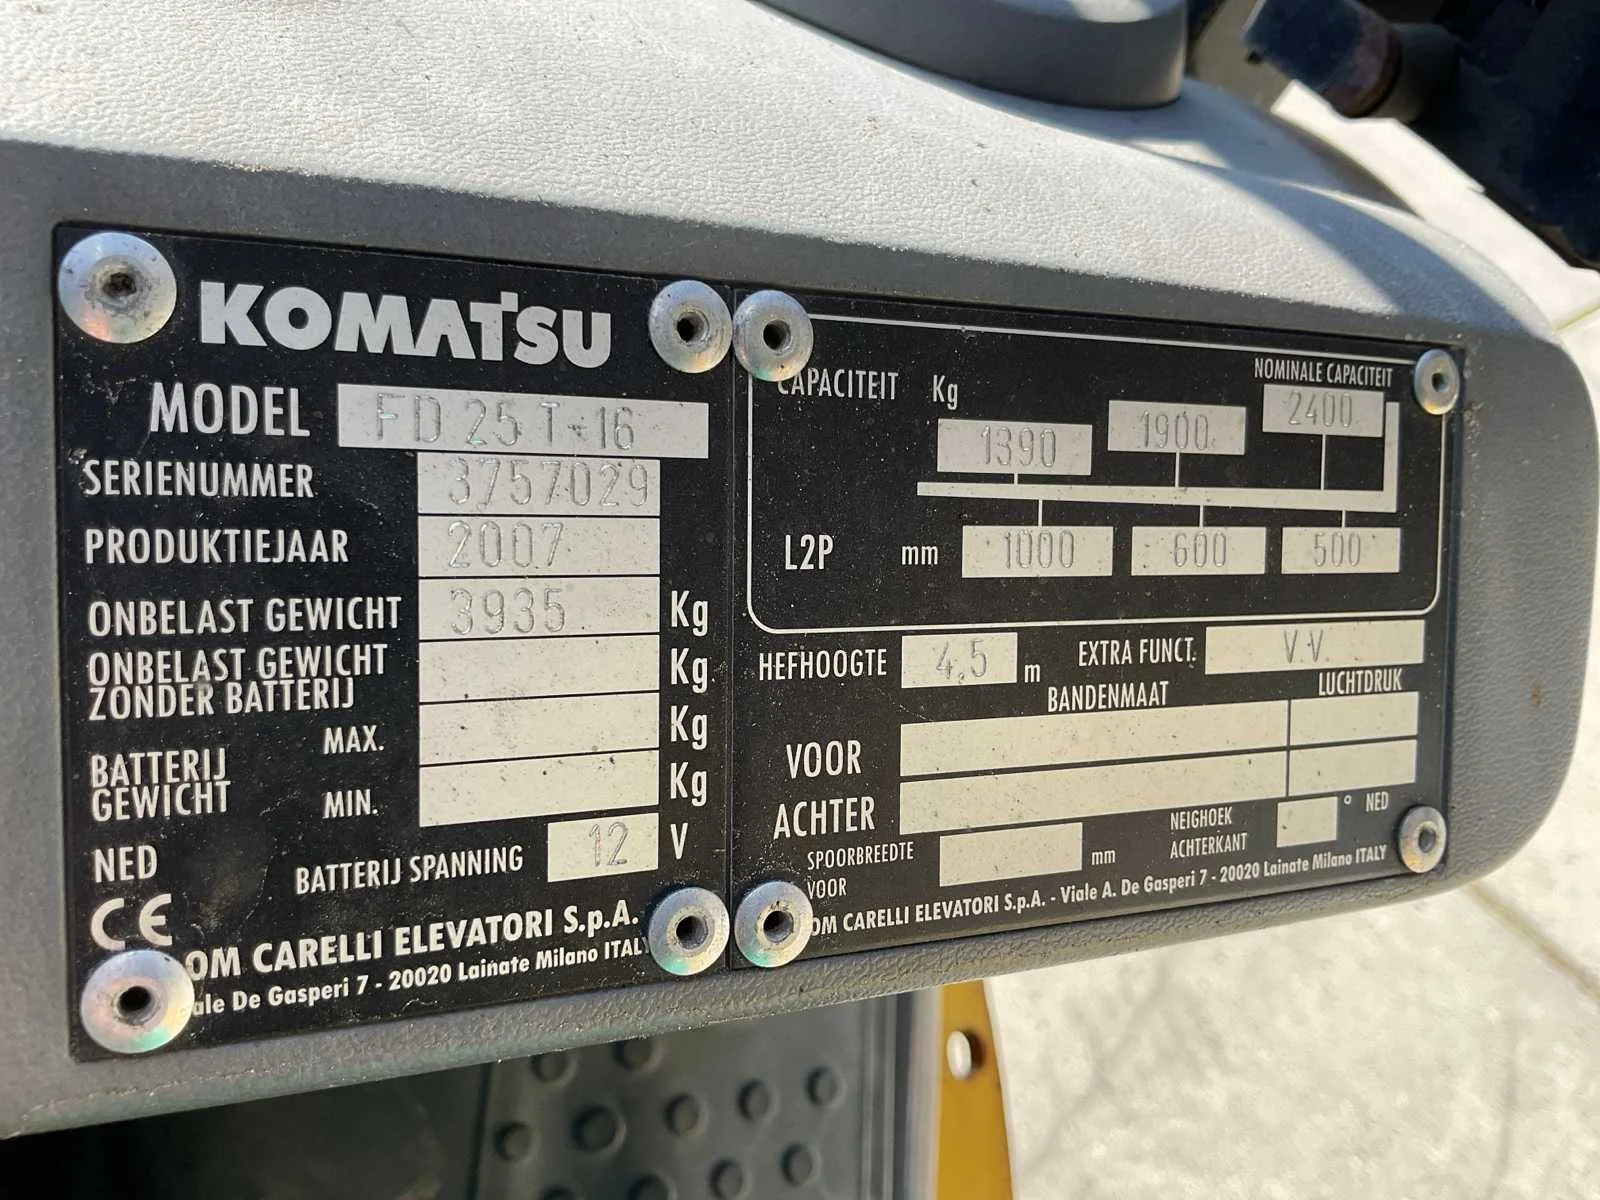 KOMATSU
MODEL FD 25 T-16
SERIENUMMER 3757029
PRODUKTIEJAAR 2007
ONBELAST GEWICHT 3935 Kg
ONBELAST GEWICHT
ZONDER BATTERIJ Kg
BATTERIJ
GEWICHT
MAX. Kg
MIN. Kg
NED
BATTERIJ SPANNING 12 V
CE
OM CARELLI ELEVATORI S.p.A.
ale De Gasperi 7 - 20020 Lainate Milano ITALY
CAPACITEIT Kg
NOMINALE CAPACITEIT
1390 1900 2400
L2P mm 1000 600 500
HEFHOOGTE 4,5 m EXTRA FUNCT. V.V.
BANDENMAAT LUCHTDRUK
VOOR
ACHTER
SPOORBREEDTE
VOOR
mm
NEIGHOEK
ACHTERKANT
° NED
OM CARELLI ELEVATORI S.p.A. - Viale A. De Gasperi 7 - 20020 Lainate Milano ITALY